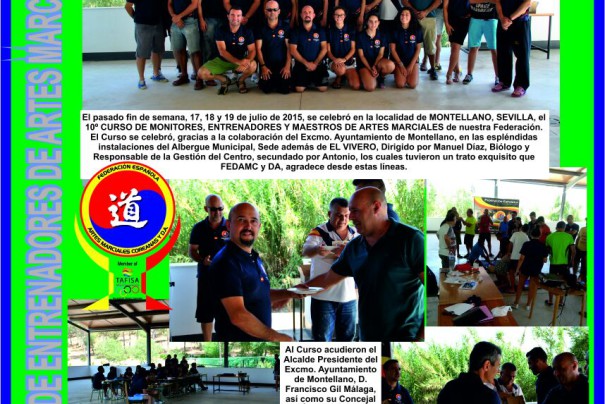 DE ENTRENADORES DE ARTES MARC
El pasado fin de semana, 17, 18 y 19 de julio de 2015, se celebró en la localidad de MONTELLANO, SEVILLA, el
10º CURSO DE MONITORES, ENTRENADORES Y MAESTROS DE ARTES MARCIALES de nuestra Federación.
El Curso se celebró, gracias a la colaboración del Excmo. Ayuntamiento de Montellano, en las espléndidas
instalaciones del Albergue Municipal, Sede además de EL VIVERO, Dirigido por Manuel Díaz, Biólogo y
Responsable de la Gestión del Centro, secundado por Antonio, los cuales tuvieron un trato exquisito que
FEDAMC y DA, agradece desde estas líneas.
FEDERACIÓN ESPAÑOLA
道
ARTES MARCIALES COREANAS Y D.A.
Member of
TAFISA
Al Curso acudieron el
Alcalde Presidente del
Excmo. Ayuntamiento
de Montellano, D.
Francisco Gil Málaga,
así como su Concejal